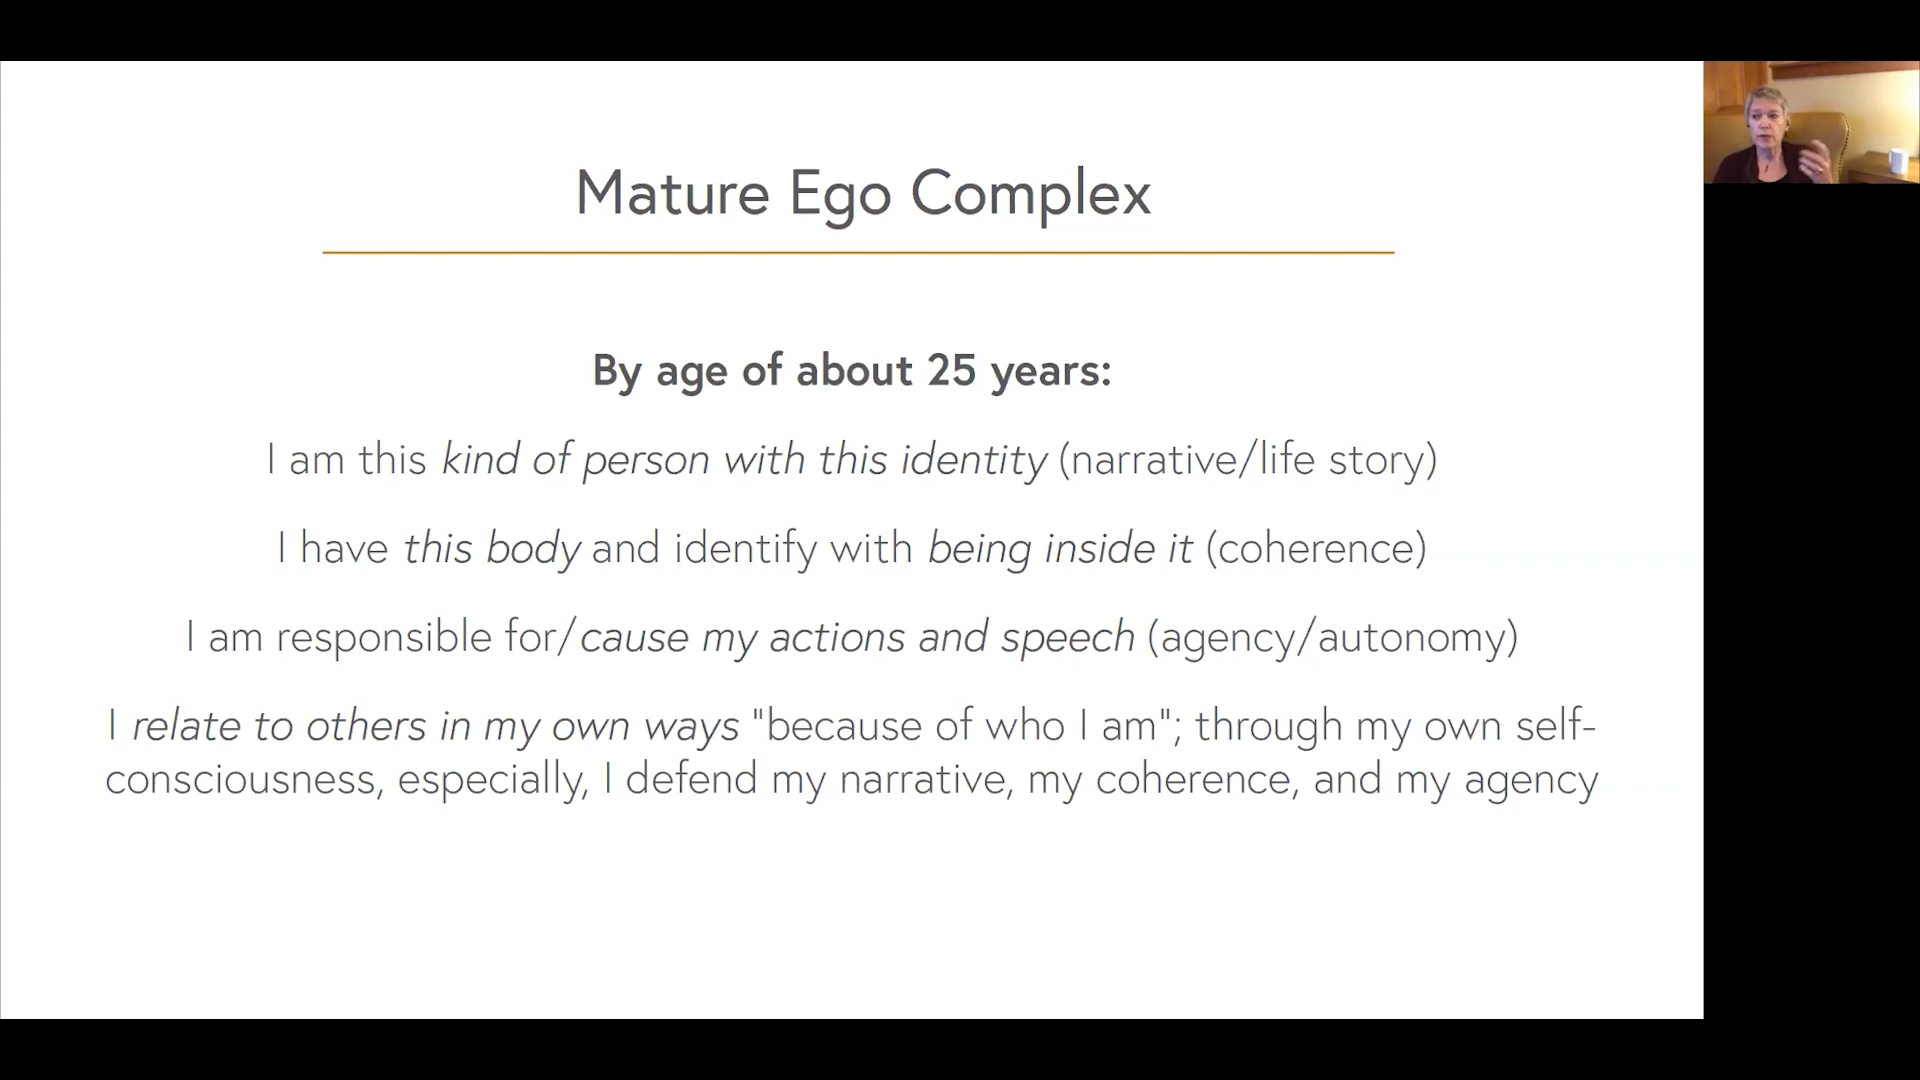 Mature Ego Complex
By age of about 25 years:
I am this kind of person with this identity (narrative/life story)
I have this body and identify with being inside it (coherence)
I am responsible for/cause my actions and speech (agency/autonomy)
I relate to others in my own ways "because of who I am"; through my own self-
consciousness, especially, I defend my narrative, my coherence, and my agency